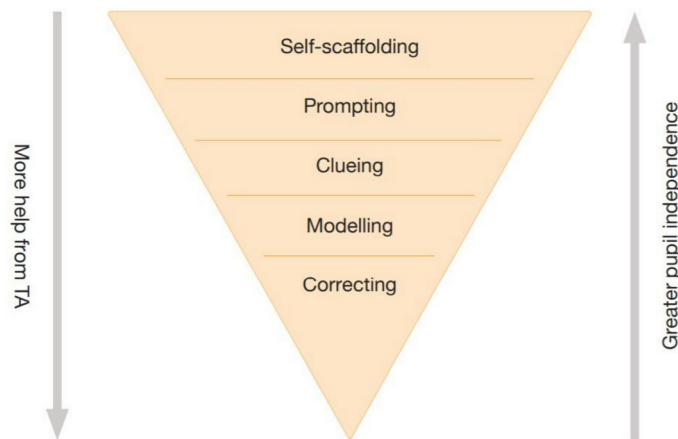 Self-scaffolding
Prompting
Clueing
Modelling
Correcting
More help from TA
Greater pupil independence